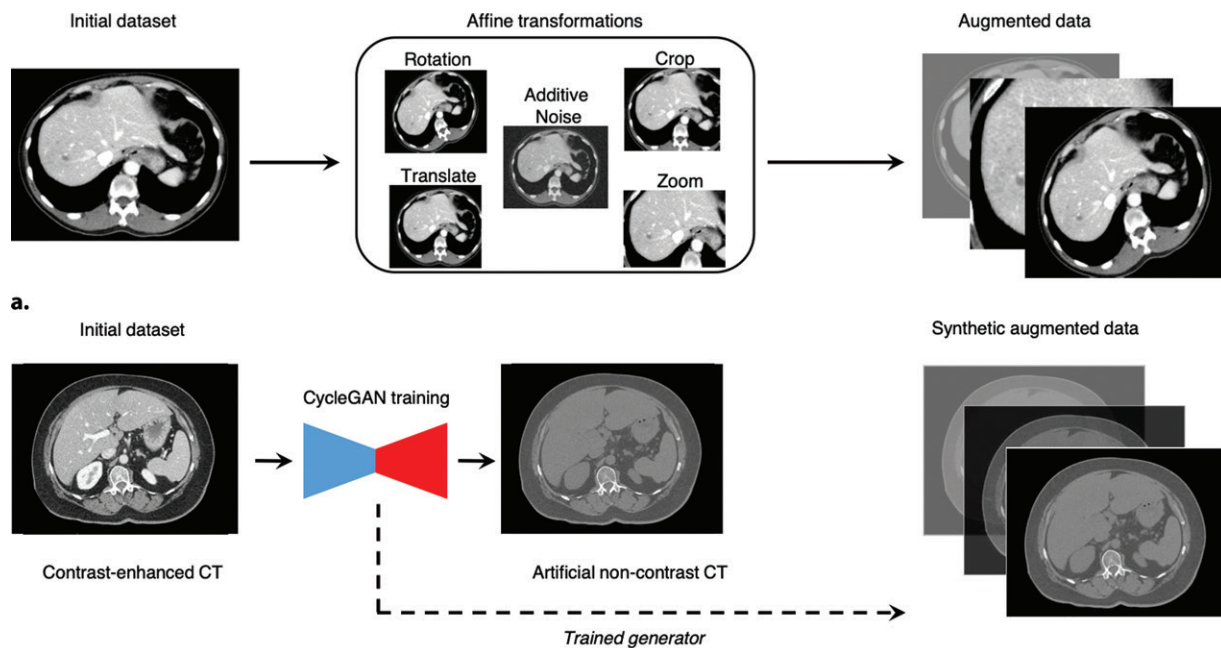 Initial dataset
Affine transformations
Augmented data
Rotation
Crop
Additive
Noise
Translate
Zoom
a.
Initial dataset
Synthetic augmented data
CycleGAN training
Contrast-enhanced CT
Artificial non-contrast CT
Trained generator